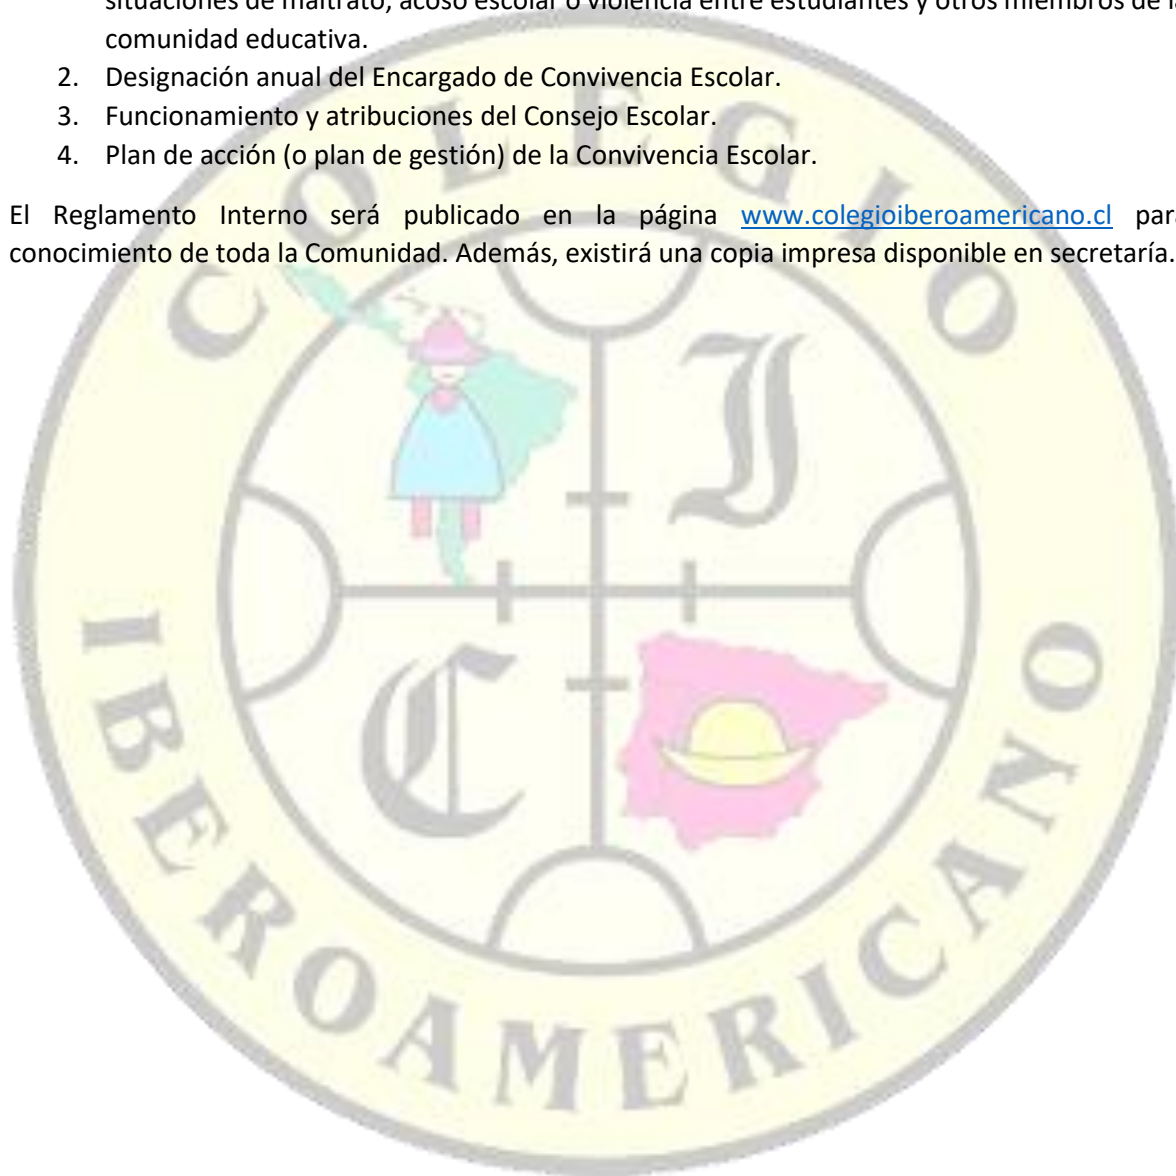 situaciones de maltrato, acoso escolar o violencia entre estudiantes y otros miembros de la
comunidad educativa.
2. Designación anual del Encargado de Convivencia Escolar.
3. Funcionamiento y atribuciones del Consejo Escolar.
4. Plan de acción (o plan de gestión) de la Convivencia Escolar.
El Reglamento Interno será publicado en la página www.colegioiberoamericano.cl para
conocimiento de toda la Comunidad. Además, existirá una copia impresa disponible en secretaría.
COLEGIO
I
C
IBEROAMERICANO